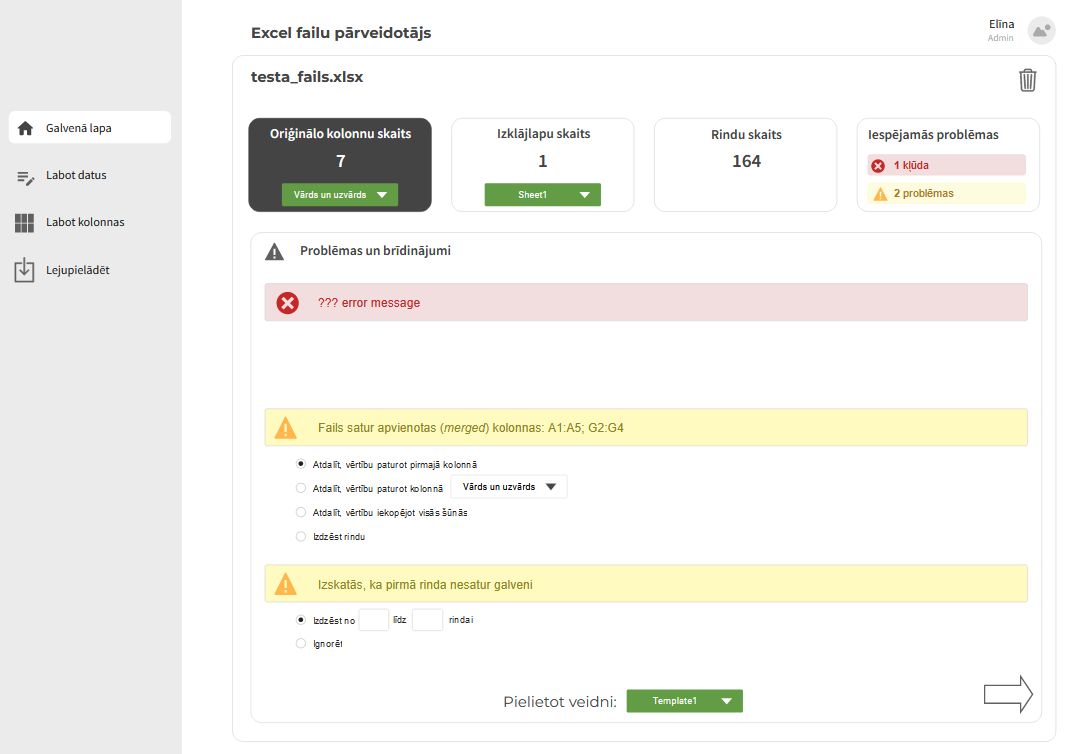 Excel failu pārveidotājs
Elīna
Admin
Galvenā lapa
Labot datus
Labot kolonnas
Lejupielādēt
testa_fails.xlsx
Oriģinālo kolonnu skaits
7
Vārds un uzvārds
Izklājlapu skaits
1
Sheet1
Rindu skaits
164
Iespējamās problēmas
1 kļūda
2 problēmas
Problēmas un brīdinājumi
??? error message
Fails satur apvienotas (merged) kolonnas: A1:A5; G2:G4
Atdalīt, vērtību paturot pirmajā kolonnā
Atdalīt, vērtību paturot kolonnā Vārds un uzvārds
Atdalīt, vērtību iekopējot visās šūnās
Izdzēst rindu
Izskatās, ka pirmā rinda nesatur galveni
Izdzēst no līdz rindai
Ignorēt
Pielietot veidni: Template1